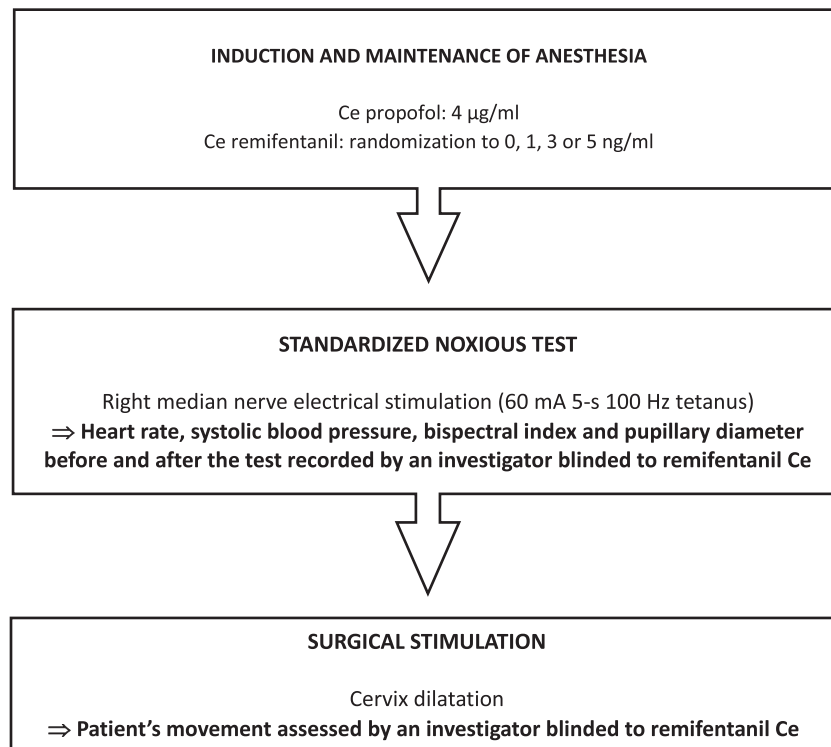 INDUCTION AND MAINTENANCE OF ANESTHESIA
Ce propofol: 4 µg/ml
Ce remifentanil: randomization to 0, 1, 3 or 5 ng/ml
STANDARDIZED NOXIOUS TEST
Right median nerve electrical stimulation (60 mA 5-s 100 Hz tetanus)
⇒ Heart rate, systolic blood pressure, bispectral index and pupillary diameter
before and after the test recorded by an investigator blinded to remifentanil Ce
SURGICAL STIMULATION
Cervix dilatation
⇒ Patient’s movement assessed by an investigator blinded to remifentanil Ce